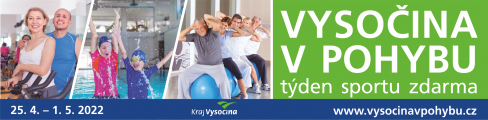 VYSOČINA
V POHYBU
týden sportu zdarma
25. 4. – 1. 5. 2022
Kraj Vysočina
www.vysocinavpohybu.cz